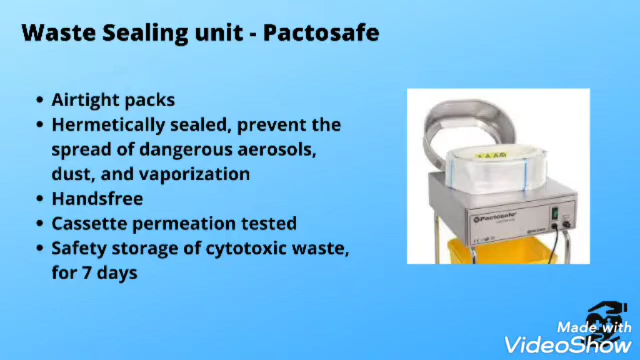 Waste Sealing unit - Pactosafe
• Airtight packs
• Hermetically sealed, prevent the
spread of dangerous aerosols,
dust, and vaporization
• Handsfree
• Cassette permeation tested
• Safety storage of cytotoxic waste,
for 7 days
Pactosafe
Made with
VideoShow